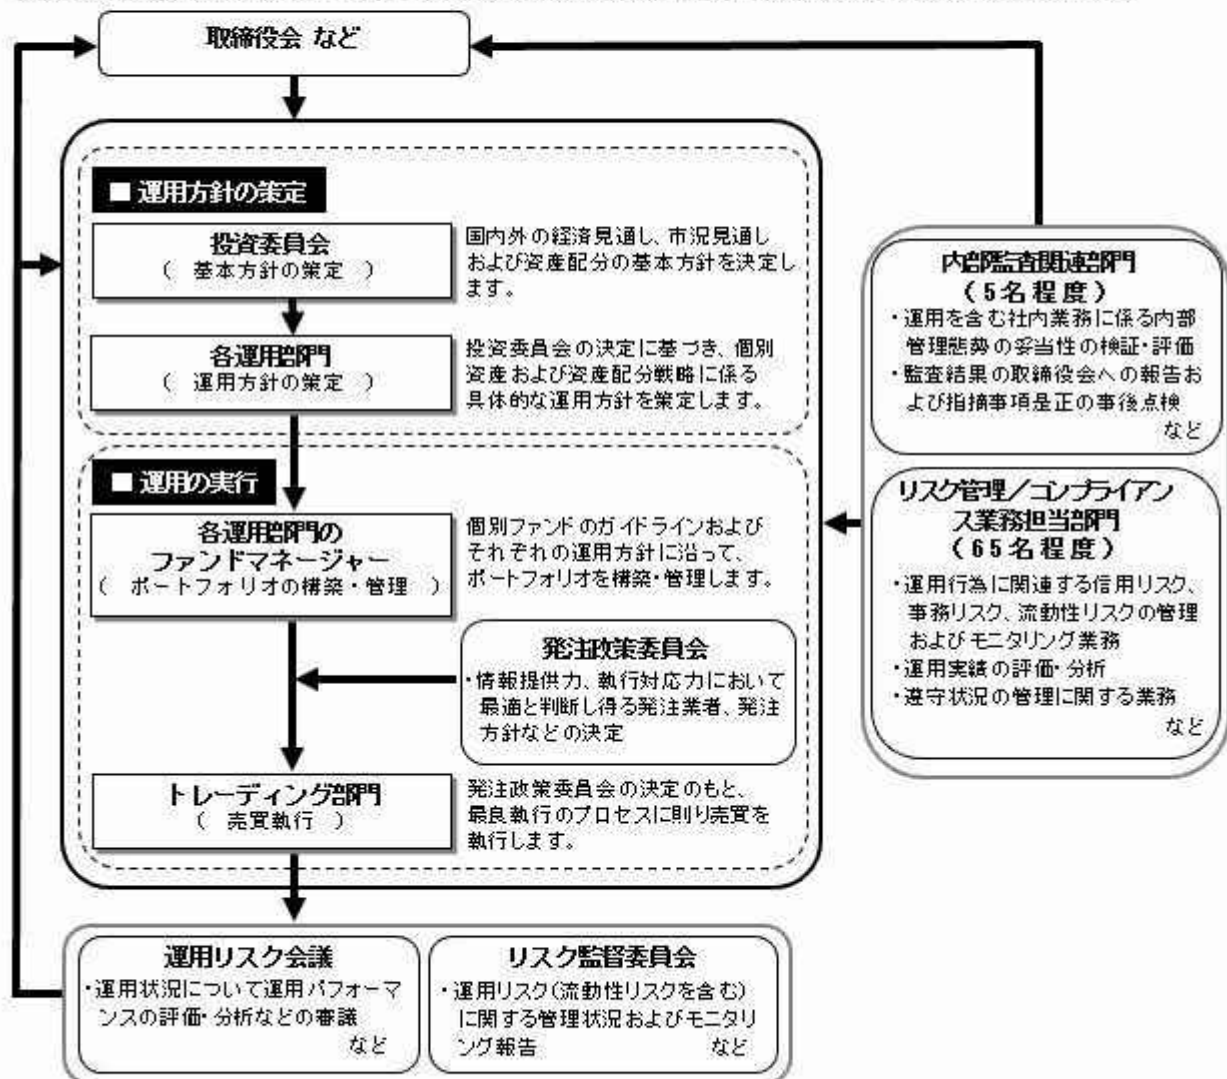 取締役会 など
■ 運用方針の策定
投資委員会
( 基本方針の策定 )
国内外の経済見通し、市況見通し
および資産配分の基本方針を決定し
ます。
各運用部門
( 運用方針の策定 )
投資委員会の決定に基づき、個別
資産および資産配分戦略に係る
具体的な運用方針を策定します。
■ 運用の実行
各運用部門の
ファンドマネージャー
( ポートフォリオの構築・管理 )
個別ファンドのガイドラインおよび
それぞれの運用方針に沿って、
ポートフォリオを構築・管理します。
発注政策委員会
・情報提供力、執行対応力において
最適と判断し得る発注業者、発注
方針などの決定
トレーディング部門
( 売買執行 )
発注政策委員会の決定のもと、
最良執行のプロセスに則り売買を
執行します。
内部監査関連部門
(5名程度)
・運用を含む社内業務に係る内部
管理態勢の妥当性の検証・評価
・監査結果の取締役会への報告お
よび指摘事項是正の事後点検
など
リスク管理/コンプライアン
ス業務担当部門
(65名程度)
・運用行為に関連する信用リスク、
事務リスク、流動性リスクの管理
およびモニタリング業務
・運用実績の評価・分析
・遵守状況の管理に関する業務
など
運用リスク会議
・運用状況について運用パフォーマ
ンスの評価・分析などの審議
など
リスク監督委員会
・運用リスク(流動性リスクを含む)
に関する管理状況およびモニタリ
ング報告 など